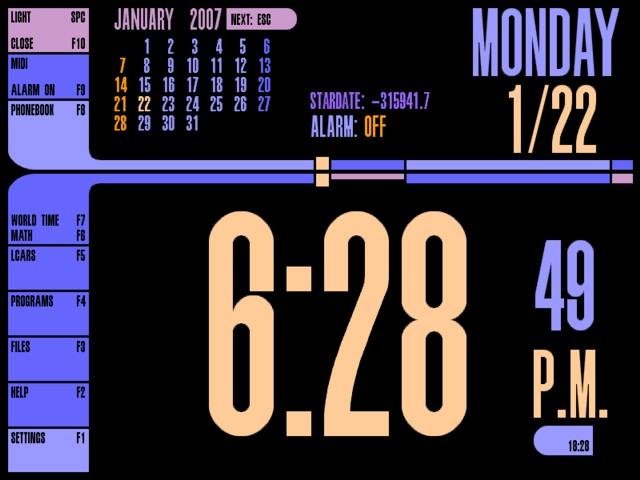 LIGHT SPC
CLOSE F10
MIDI
ALARM ON F9
PHONEBOOK F8
JANUARY 2007 NEXT: ESC
1 2 3 4 5 6
7 8 9 10 11 12 13
14 15 16 17 18 19 20
21 22 23 24 25 26 27
28 29 30 31
STARDATE: -315941.7
ALARM: OFF
MONDAY
1/22
WORLD TIME F7
MATH F6
LCARS F5
PROGRAMS F4
FILES F3
HELP F2
SETTINGS F1
6:28
49
P.M.
18:28